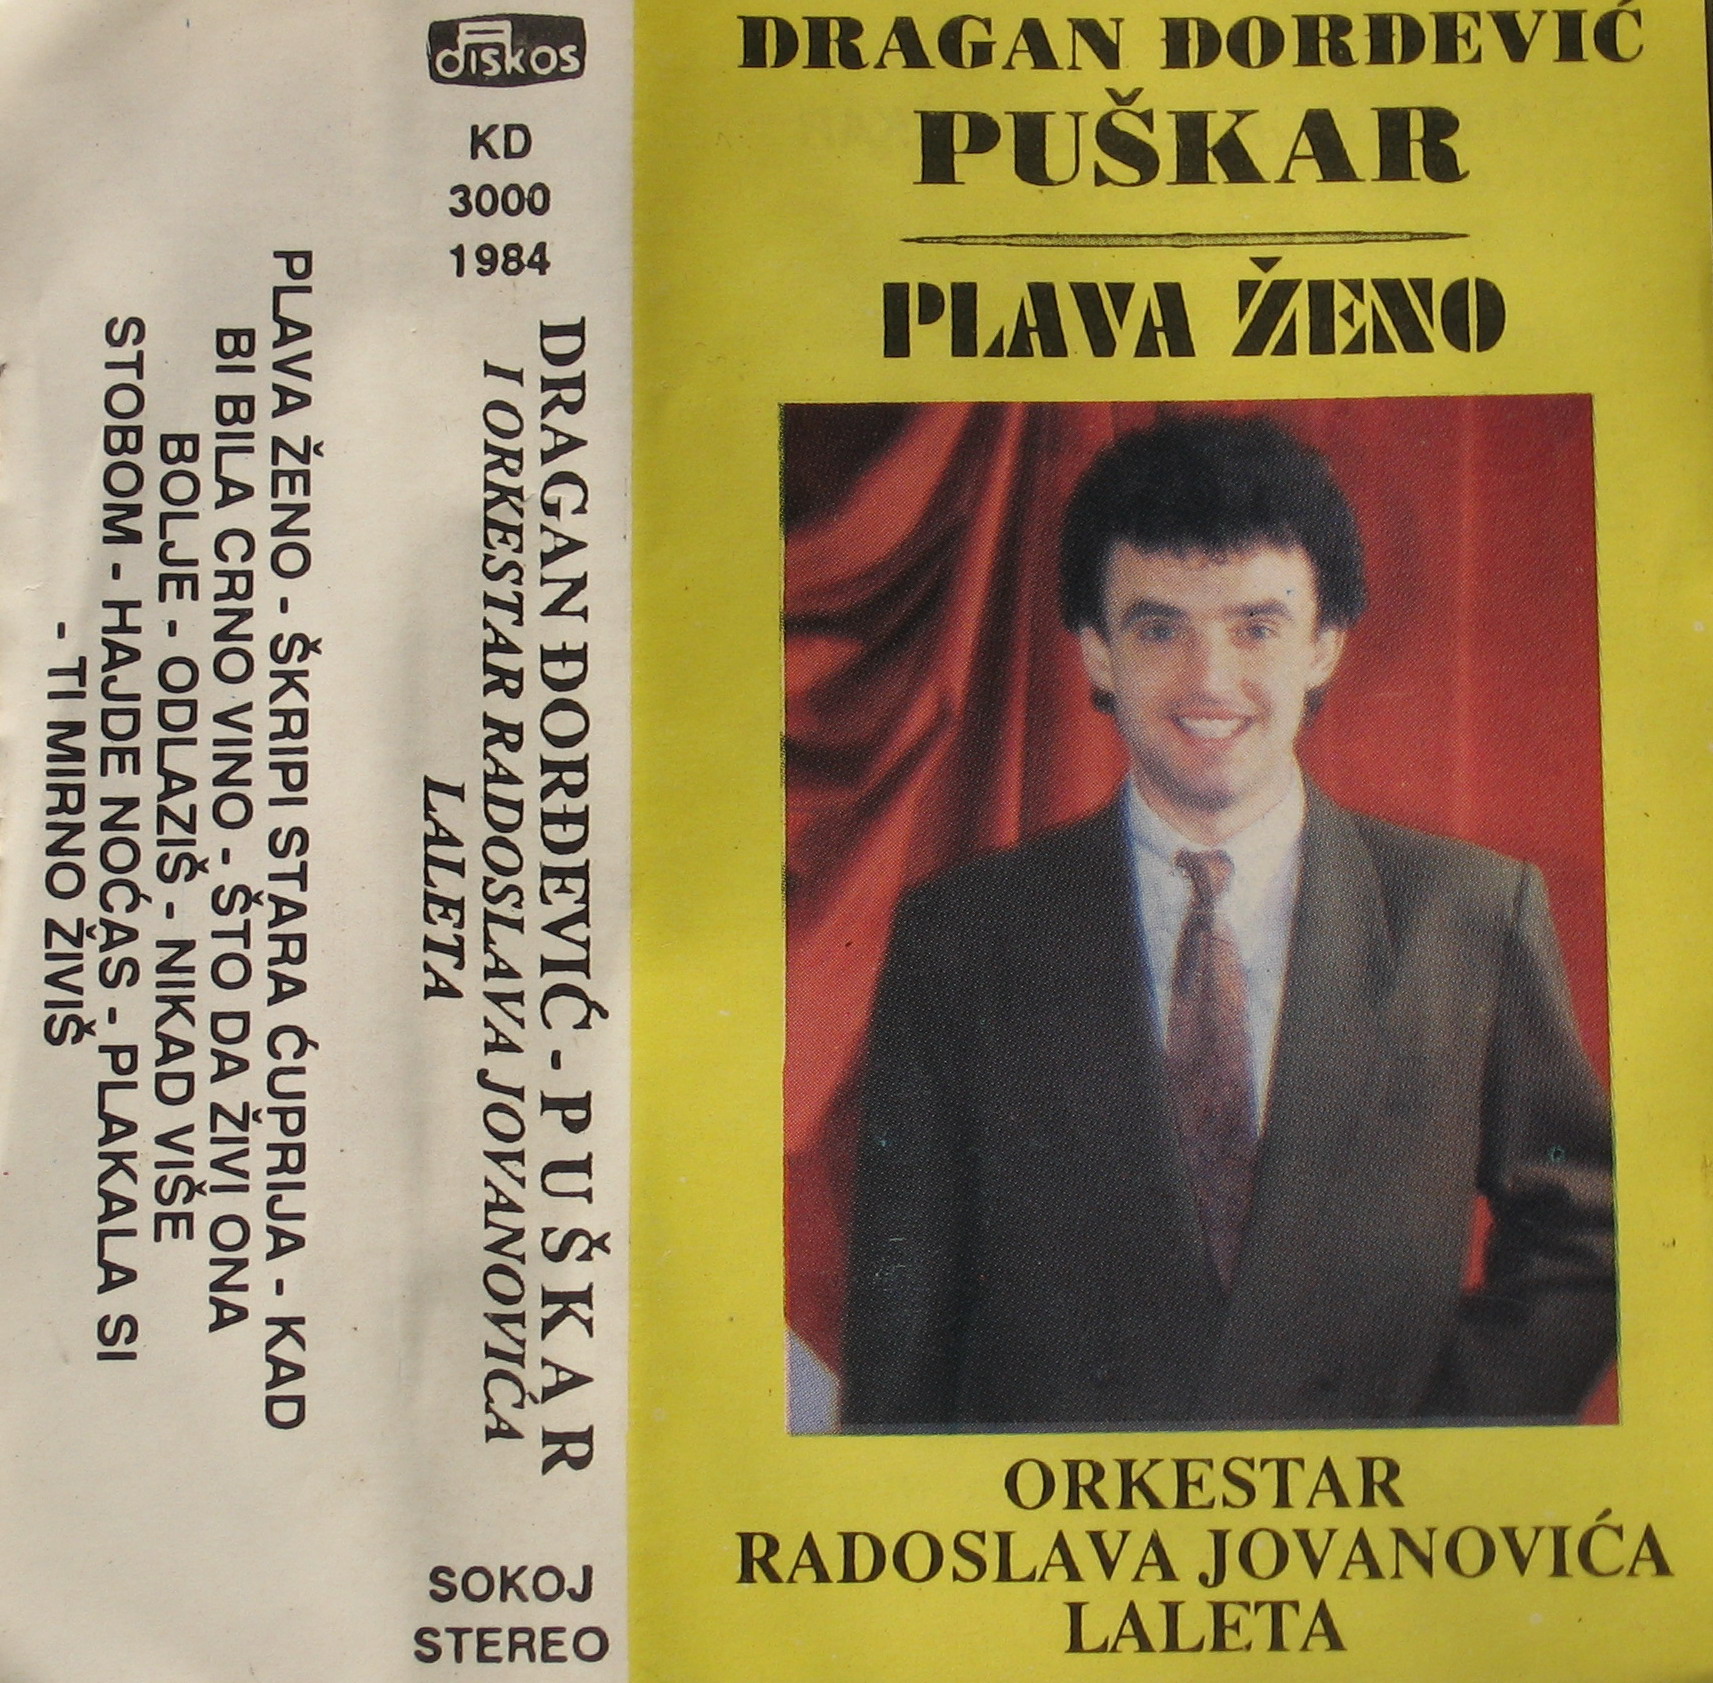 diskos
KD
3000
1984
DRAGAN ĐORĐEVIĆ - PUŠKAR
I ORKESTAR RADOSLAVA JOVANOVIĆA
LALETA
SOKOJ
STEREO
PLAVA ŽENO - ŠKRIPI STARA ĆUPRIJA - KAD
BI BILA CRNO VINO - ŠTO DA ŽIVI ONA
BOLJE - ODLAZIŠ - NIKAD VIŠE
STOBOM - HAJDE NOĆAS - PLAKALA SI
- TI MIRNO ŽIVIŠ
DRAGAN ĐORĐEVIĆ
PUŠKAR
PLAVA ŽENO
ORKESTAR
RADOSLAVA JOVANOVIĆA
LALETA